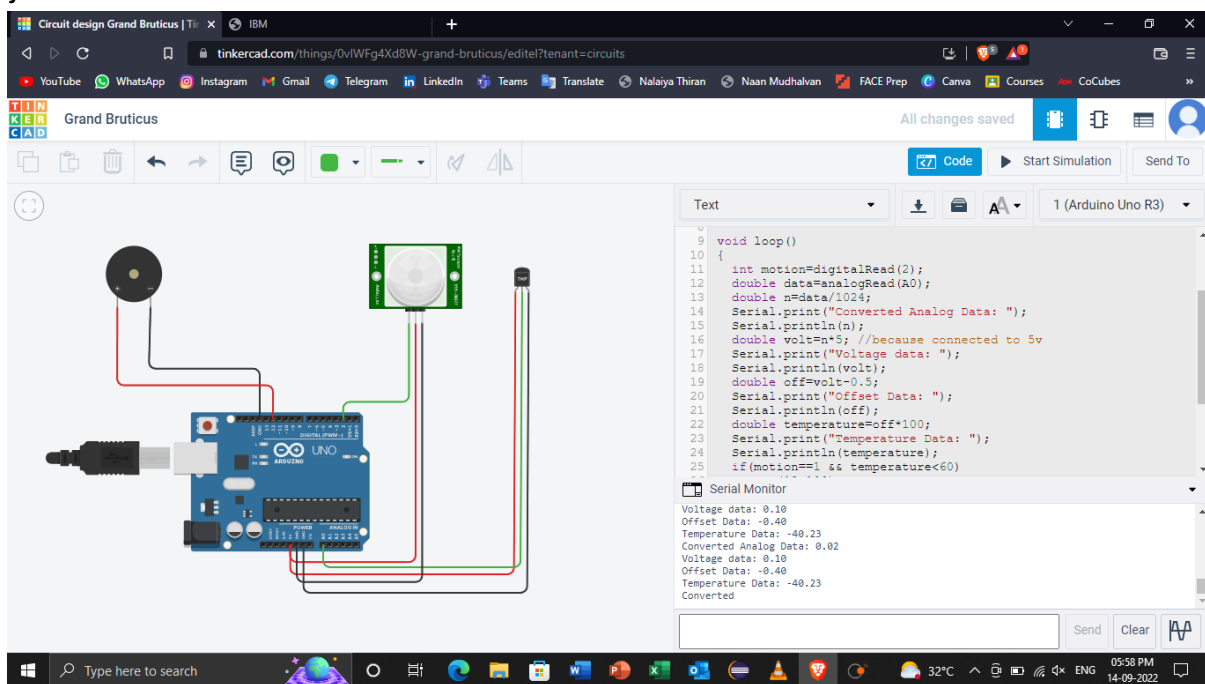 Circuit design Grand Bruticus | Tin
IBM
tinkercad.com/things/0vlWFg4Xd8W-grand-bruticus/editel?tenant=circuits
YouTube WhatsApp Instagram Gmail Telegram LinkedIn Teams Translate Nalaiya Thiran Naan Mudhalvan FACE Prep Canva Courses CoCubes
TIN
KER
CAD
Grand Bruticus
All changes saved
Code
Start Simulation
Send To
Text
1 (Arduino Uno R3)
9 void loop()
10 {
11 int motion=digitalRead(2);
12 double data=analogRead(A0);
13 double n=data/1024;
14 Serial.print("Converted Analog Data: ");
15 Serial.println(n);
16 double volt=n*5; //because connected to 5v
17 Serial.print("Voltage data: ");
18 Serial.println(volt);
19 double off=volt-0.5;
20 Serial.print("Offset Data: ");
21 Serial.println(off);
22 double temperature=off*100;
23 Serial.print("Temperature Data: ");
24 Serial.println(temperature);
25 if(motion==1 && temperature<60)
TMP
DIGITAL (PWM~)
UNO
ARDUINO
POWER
ANALOG IN
Serial Monitor
Voltage data: 0.10
Offset Data: -0.40
Temperature Data: -40.23
Converted Analog Data: 0.02
Voltage data: 0.10
Offset Data: -0.40
Temperature Data: -40.23
Converted
Send
Clear
Type here to search
32°C
ENG
05:58 PM
14-09-2022